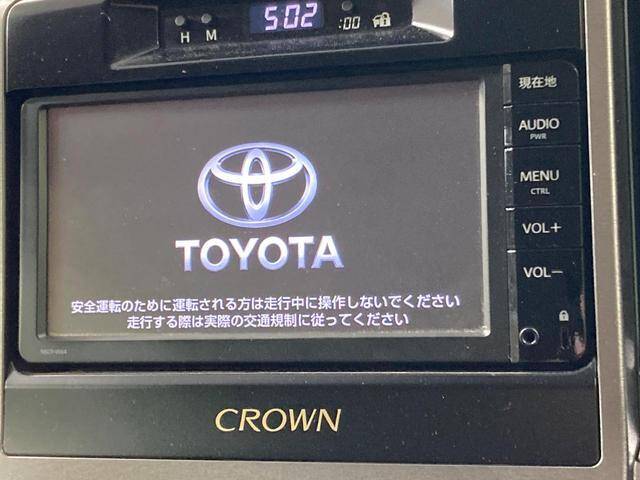 5:02
H M :00
現在地
AUDIO
PWR
MENU
CTRL
VOL+
VOL-
TOYOTA
安全運転のために運転される方は走行中に操作しないでください
走行する際は実際の交通規制に従ってください
CROWN